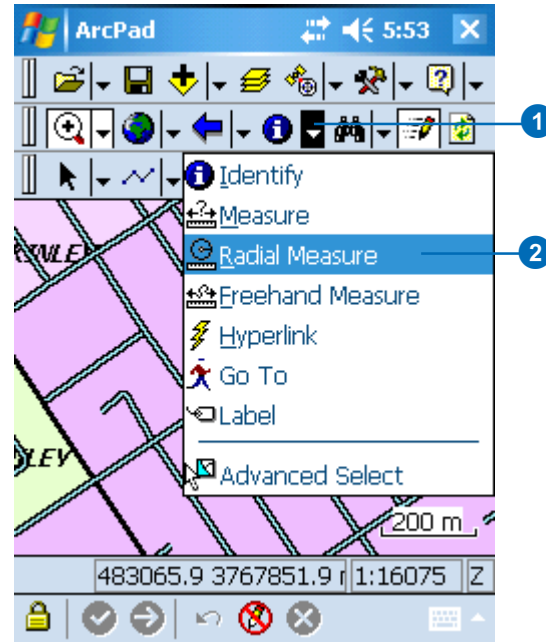 ArcPad 5:53
1
Identify
Measure
Radial Measure
2
Freehand Measure
Hyperlink
Go To
Label
Advanced Select
200 m
483065.9 3767851.9 1:16075 Z